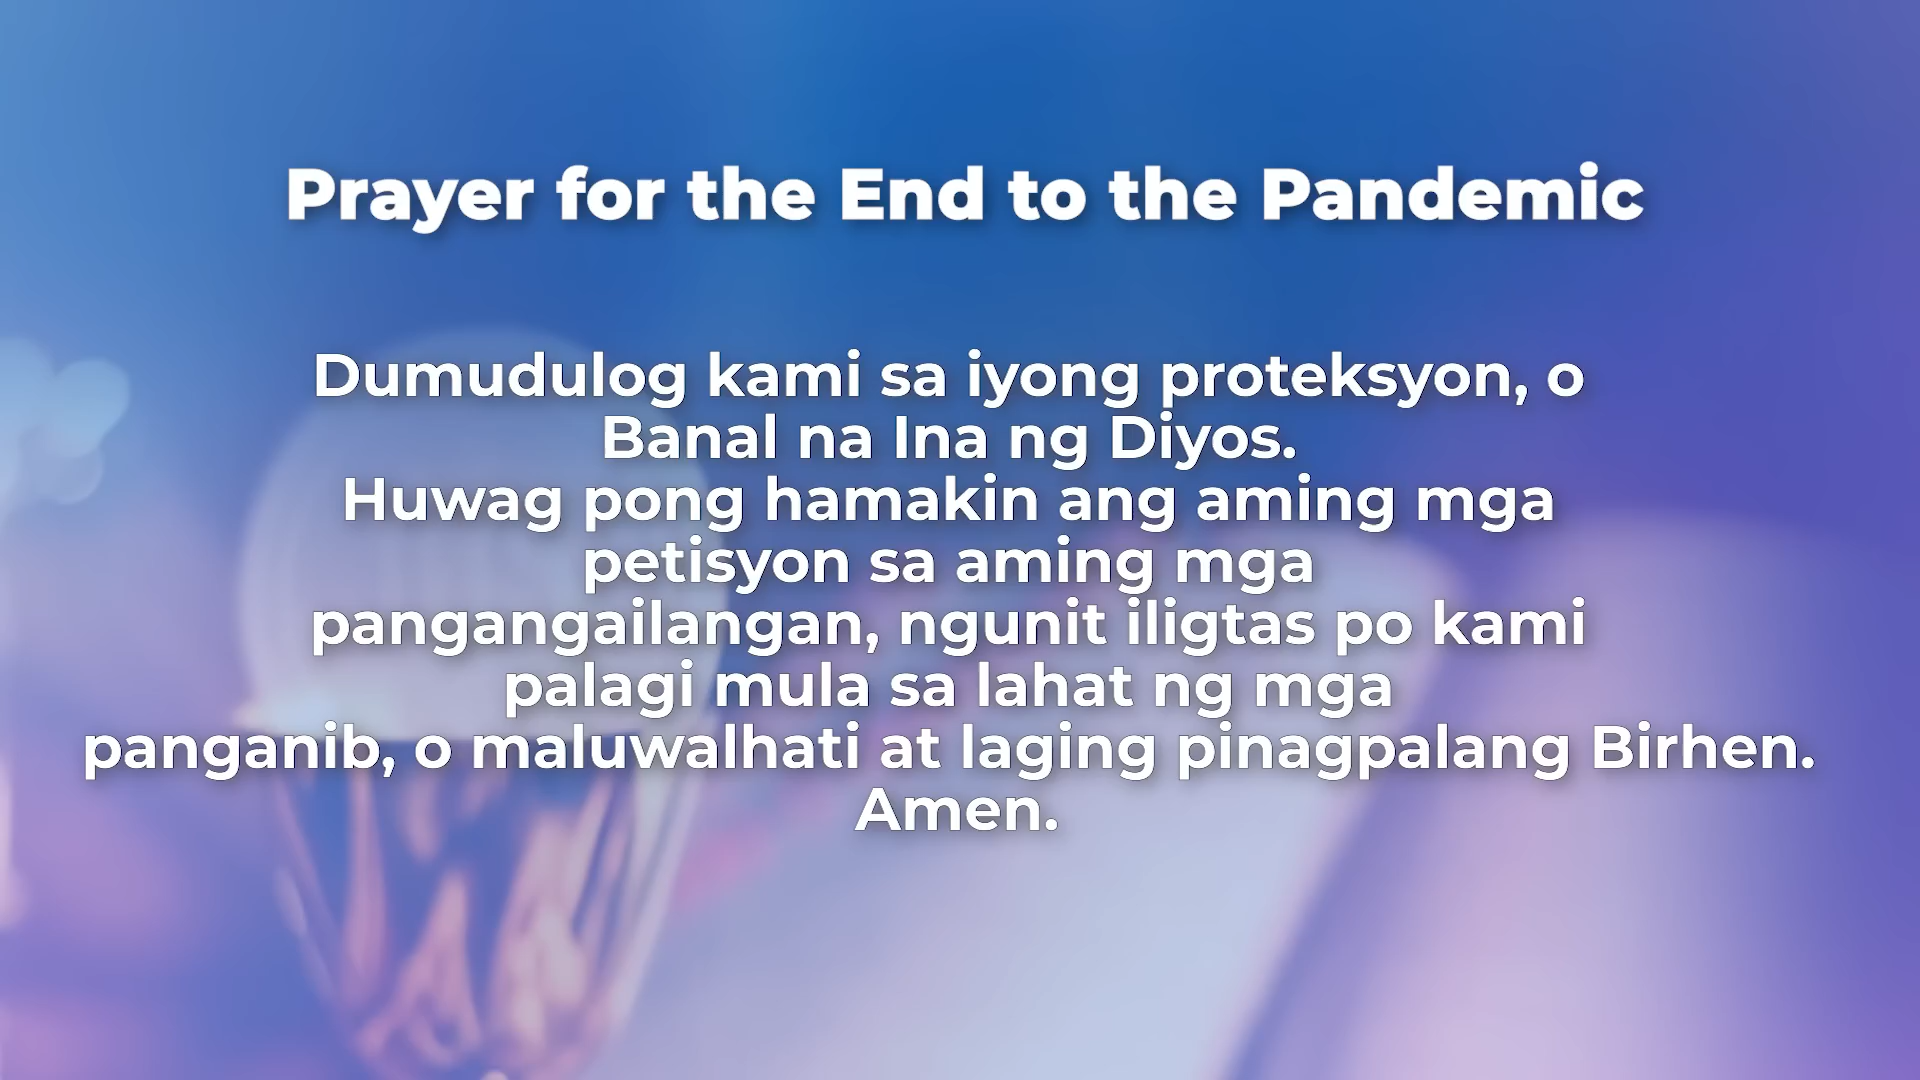 Prayer for the End to the Pandemic
Dumudulog kami sa iyong proteksyon, o
Banal na Ina ng Diyos.
Huwag pong hamakin ang aming mga
petisyon sa aming mga
pangangailangan, ngunit iligtas po kami
palagi mula sa lahat ng mga
panganib, o maluwalhati at laging pinagpalang Birhen.
Amen.